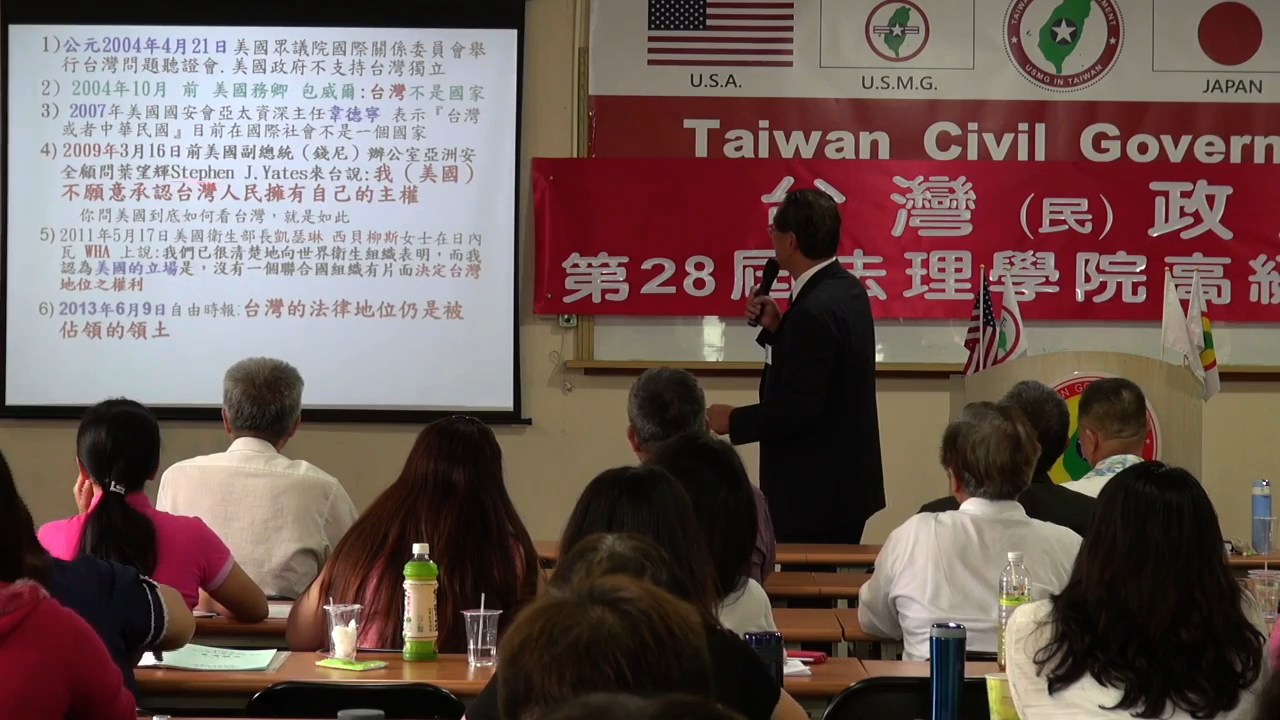 1)公元2004年4月21日美國眾議院國際關係委員會舉
行台灣問題聽證會.美國政府不支持台灣獨立
2) 2004年10月 前 美國務卿 包威爾:台灣不是國家
3) 2007年美國國安會亞太資深主任韋德寧 表示『台灣
或者中華民國』目前在國際社會不是一個國家
4)2009年3月16日前美國副總統(錢尼)辦公室亞洲安
全顧問葉望輝Stephen J.Yates來台說:我(美國)
不願意承認台灣人民擁有自己的主權
你問美國到底如何看台灣,就是如此
5)2011年5月17日美國衛生部長凱瑟琳 西貝柳斯女士在日內
瓦 WHA 上說:我們已很清楚地向世界衛生組織表明,而我
認為美國的立場是,沒有一個聯合國組織有片面決定台灣
地位之權利
6)2013年6月9日自由時報:台灣的法律地位仍是被
佔領的領土
U.S.A.
U.S.M.G.
USMG IN TAIWAN
JAPAN
Taiwan Civil Govern
台灣(民)政
第28屆法理學院高